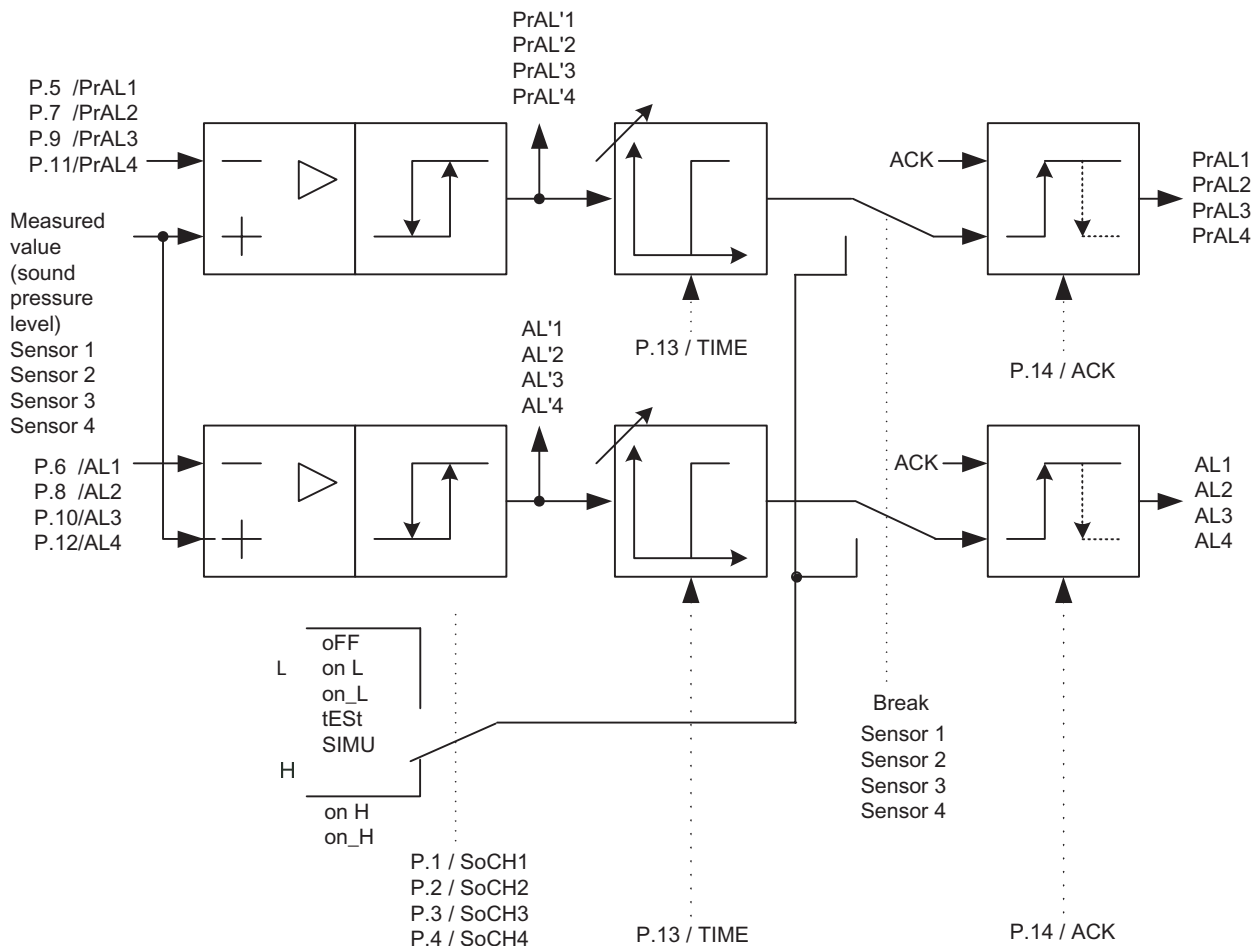 PrAL'1
PrAL'2
PrAL'3
PrAL'4
P.5 /PrAL1
P.7 /PrAL2
P.9 /PrAL3
P.11/PrAL4
ACK
PrAL1
PrAL2
PrAL3
PrAL4
Measured
value
(sound
pressure
level)
Sensor 1
Sensor 2
Sensor 3
Sensor 4
P.13 / TIME
P.14 / ACK
AL'1
AL'2
AL'3
AL'4
P.6 /AL1
P.8 /AL2
P.10/AL3
P.12/AL4
ACK
AL1
AL2
AL3
AL4
L
oFF
on L
on_L
tESt
SIMU
H
on H
on_H
Break
Sensor 1
Sensor 2
Sensor 3
Sensor 4
P.1 / SoCH1
P.2 / SoCH2
P.3 / SoCH3
P.4 / SoCH4
P.13 / TIME
P.14 / ACK